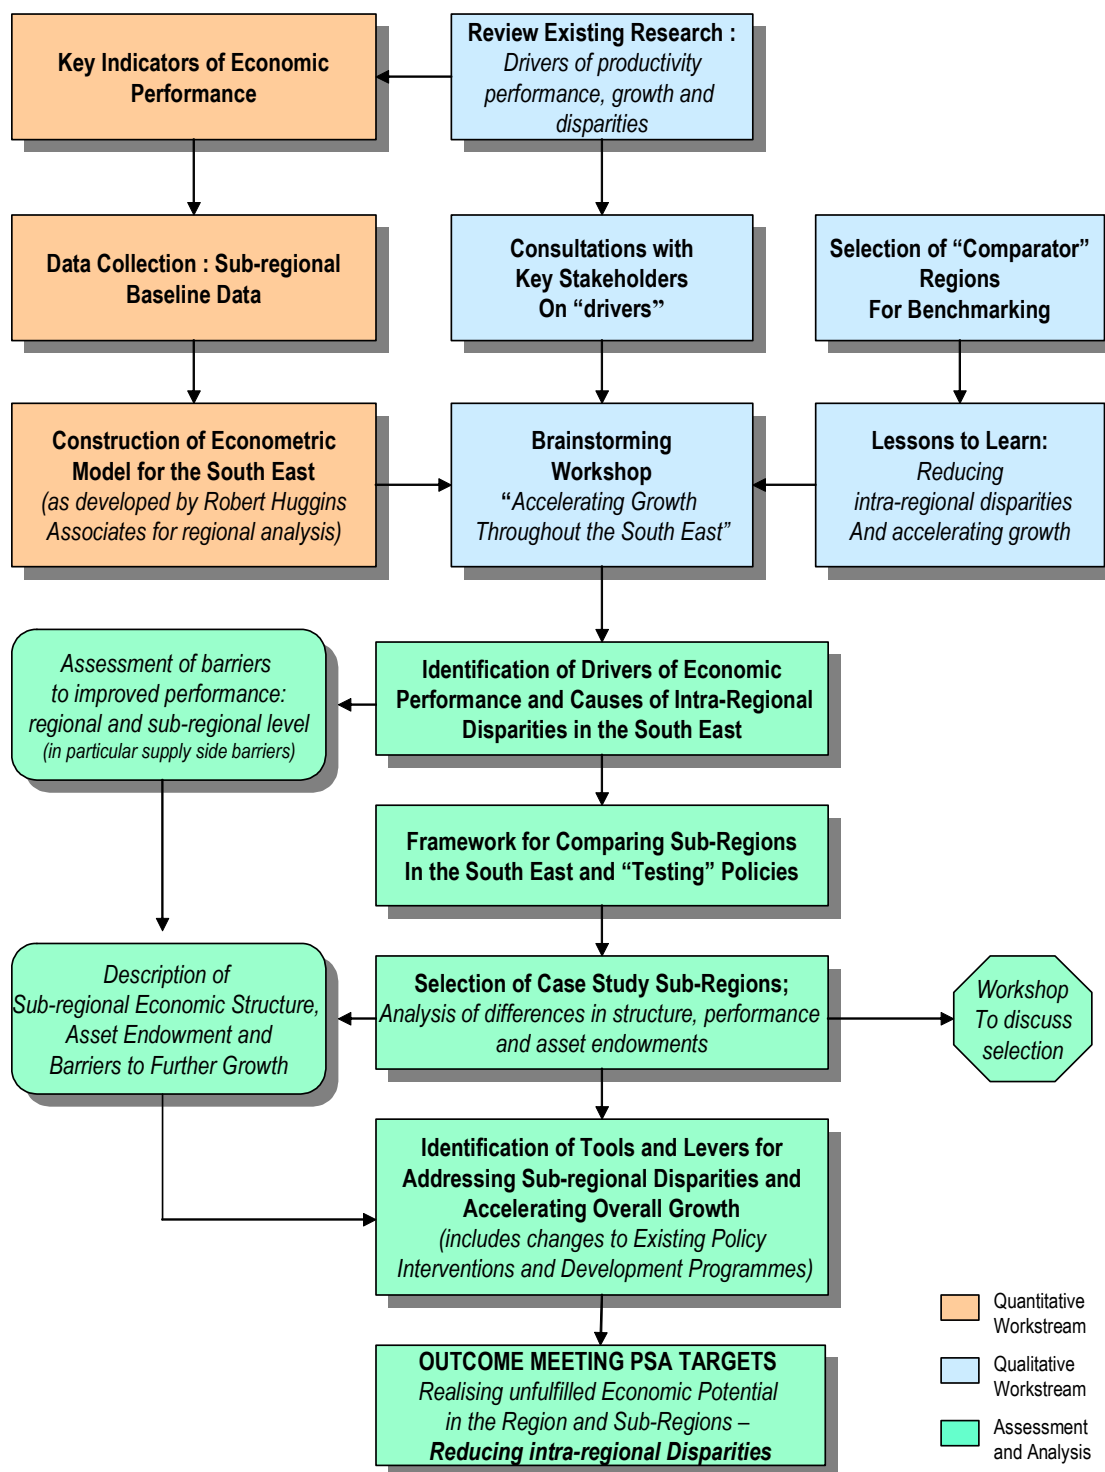 Key Indicators of Economic
Performance
Review Existing Research :
Drivers of productivity
performance, growth and
disparities
Data Collection : Sub-regional
Baseline Data
Consultations with
Key Stakeholders
On “drivers”
Selection of “Comparator”
Regions
For Benchmarking
Construction of Econometric
Model for the South East
(as developed by Robert Huggins
Associates for regional analysis)
Brainstorming
Workshop
“Accelerating Growth
Throughout the South East”
Lessons to Learn:
Reducing
intra-regional disparities
And accelerating growth
Assessment of barriers
to improved performance:
regional and sub-regional level
(in particular supply side barriers)
Identification of Drivers of Economic
Performance and Causes of Intra-Regional
Disparities in the South East
Framework for Comparing Sub-Regions
In the South East and “Testing” Policies
Description of
Sub-regional Economic Structure,
Asset Endowment and
Barriers to Further Growth
Selection of Case Study Sub-Regions;
Analysis of differences in structure, performance
and asset endowments
Workshop
To discuss
selection
Identification of Tools and Levers for
Addressing Sub-regional Disparities and
Accelerating Overall Growth
(includes changes to Existing Policy
Interventions and Development Programmes)
OUTCOME MEETING PSA TARGETS
Realising unfulfilled Economic Potential
in the Region and Sub-Regions –
Reducing intra-regional Disparities
Quantitative
Workstream
Qualitative
Workstream
Assessment
and Analysis